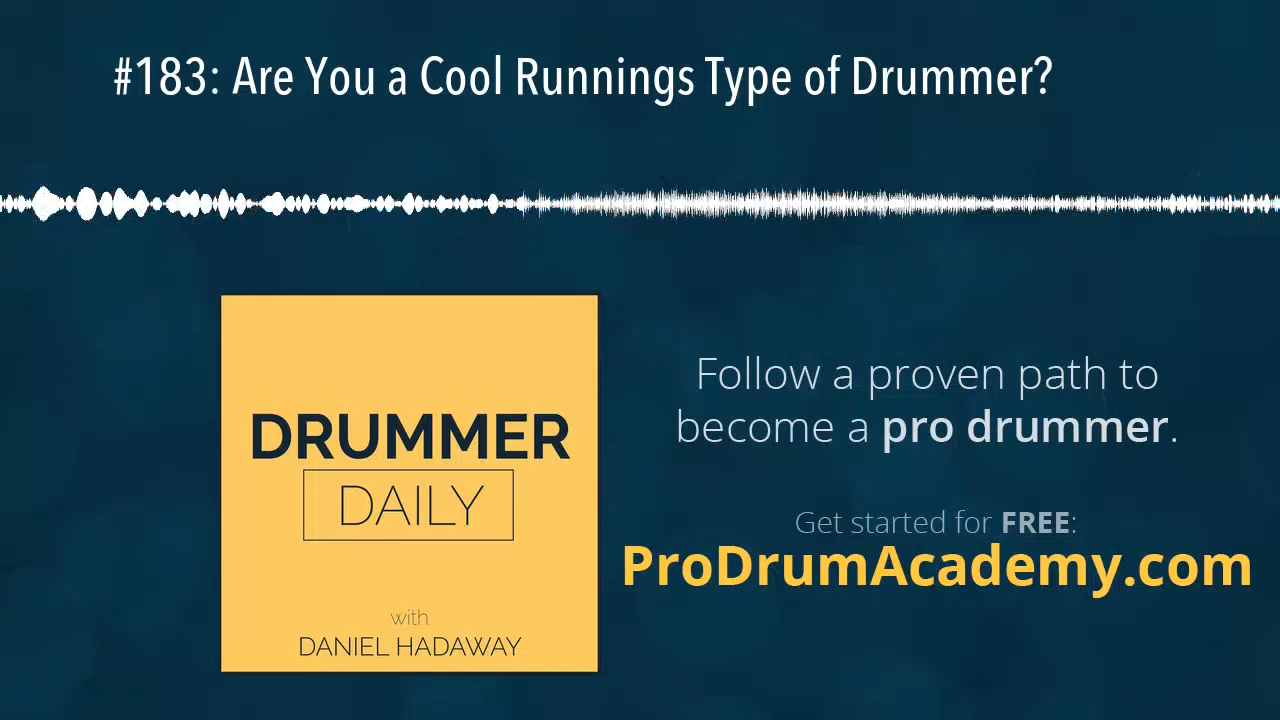 #183: Are You a Cool Runnings Type of Drummer?
DRUMMER
DAILY
with
DANIEL HADAWAY
Follow a proven path to
become a pro drummer.
Get started for FREE:
ProDrumAcademy.com